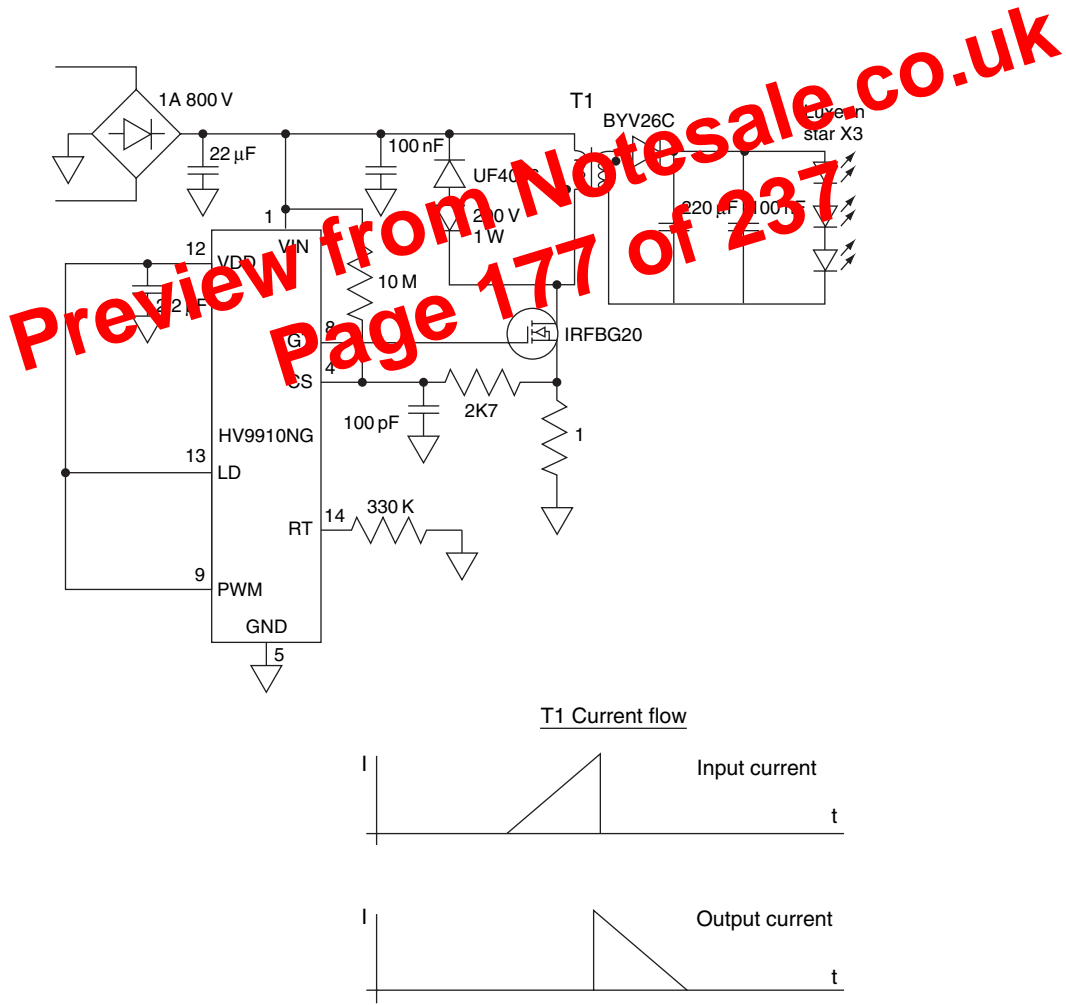 1A 800 V
T1
BYV26C
star X3
22 µF
100 nF
1 W
220 µF
1
VIN
12
VDD
10 M
8
IRFBG20
4
CS
2K7
100 pF
1
HV9910NG
13
LD
14
330 K
RT
9
PWM
GND
5
T1 Current flow
I
Input current
t
I
Output current
t
Preview from Notesale.co.uk
Page 177 of 237